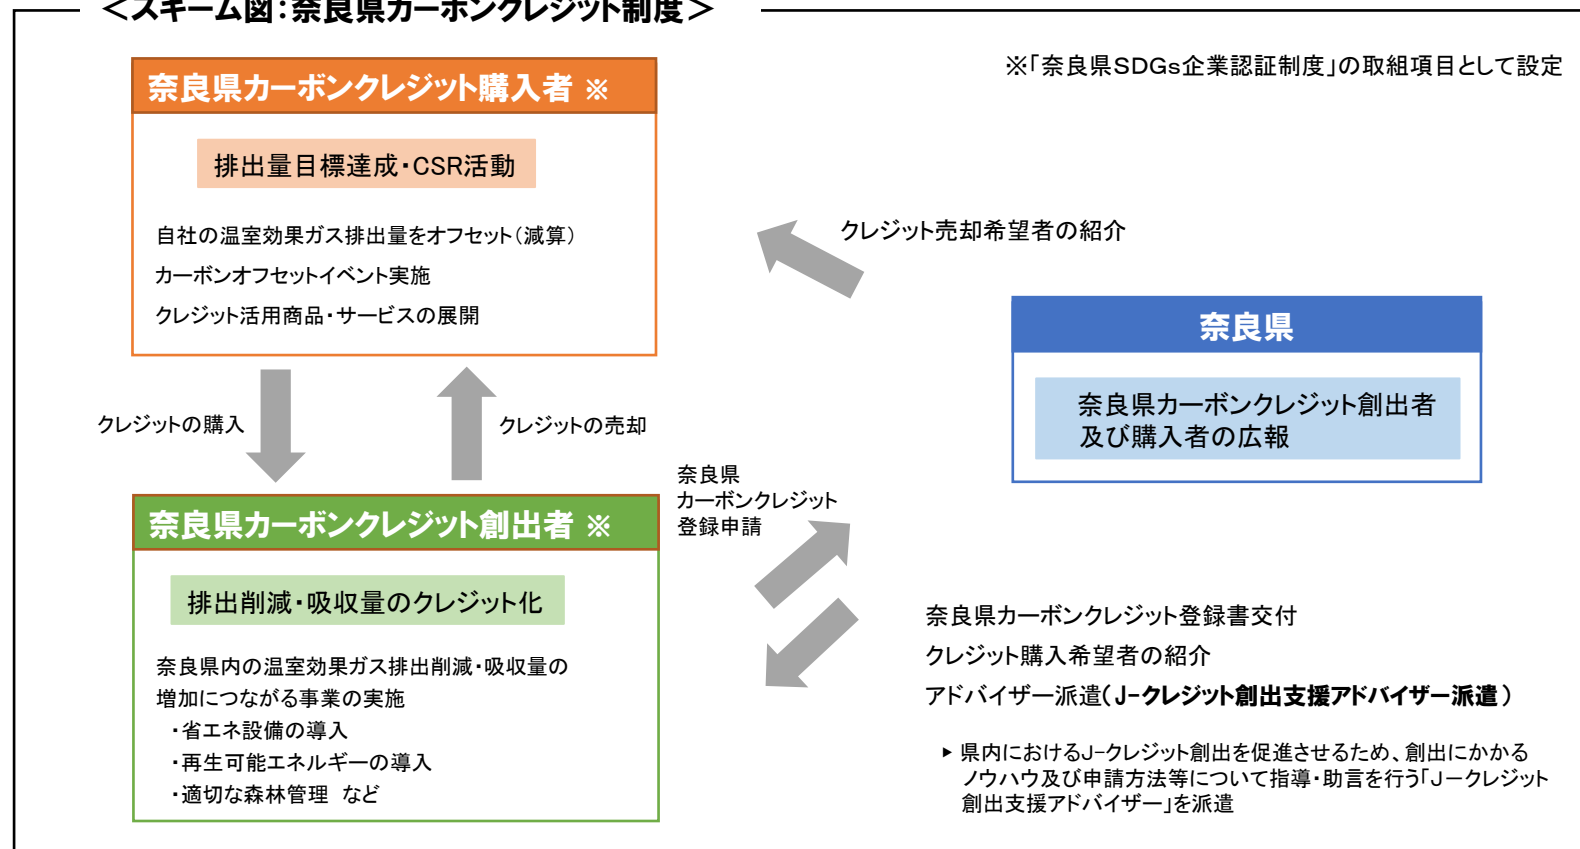 ＜スキーム図：奈良県カーボンクレジット制度＞
※「奈良県SDGs企業認証制度」の取組項目として設定
奈良県カーボンクレジット購入者 ※
排出量目標達成・CSR活動
自社の温室効果ガス排出量をオフセット（減算）
カーボンオフセットイベント実施
クレジット活用商品・サービスの展開
クレジット売却希望者の紹介
奈良県
奈良県カーボンクレジット創出者
及び購入者の広報
クレジットの購入
クレジットの売却
奈良県
カーボンクレジット
登録申請
奈良県カーボンクレジット創出者 ※
排出削減・吸収量のクレジット化
奈良県内の温室効果ガス排出削減・吸収量の
増加につながる事業の実施
・省エネ設備の導入
・再生可能エネルギーの導入
・適切な森林管理　など
奈良県カーボンクレジット登録書交付
クレジット購入希望者の紹介
アドバイザー派遣（J-クレジット創出支援アドバイザー派遣）
▶ 県内におけるJ-クレジット創出を促進させるため、創出にかかる
ノウハウ及び申請方法等について指導・助言を行う「Jークレジット
創出支援アドバイザー」を派遣